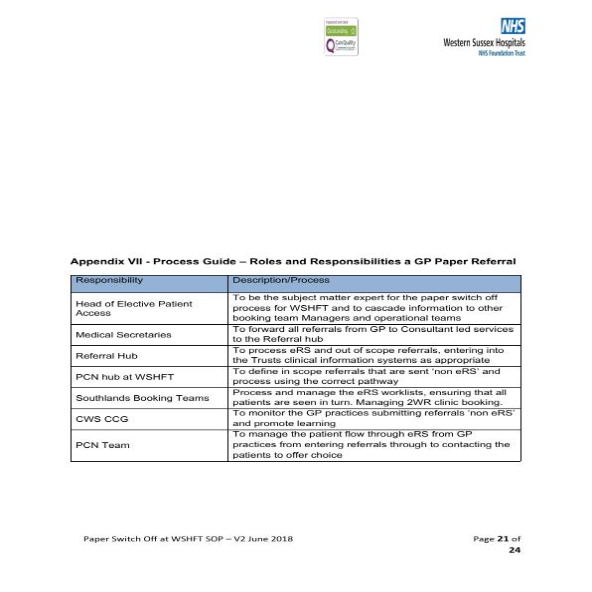 Outstanding
CareQuality
Commission
NHS
Western Sussex Hospitals
NHS Foundation Trust
Appendix VII - Process Guide – Roles and Responsibilities a GP Paper Referral
Responsibility
Description/Process
Head of Elective Patient
Access
To be the subject matter expert for the paper switch off
process for WSHFT and to cascade information to other
booking team Managers and operational teams
Medical Secretaries
To forward all referrals from GP to Consultant led services
to the Referral hub
Referral Hub
To process eRS and out of scope referrals, entering into
the Trusts clinical information systems as appropriate
PCN hub at WSHFT
To define in scope referrals that are sent ‘non eRS’ and
process using the correct pathway
Southlands Booking Teams
Process and manage the eRS worklists, ensuring that all
patients are seen in turn. Managing 2WR clinic booking.
CWS CCG
To monitor the GP practices submitting referrals ‘non eRS’
and promote learning
PCN Team
To manage the patient flow through eRS from GP
practices from entering referrals through to contacting the
patients to offer choice
Paper Switch Off at WSHFT SOP – V2 June 2018
Page 21 of
24